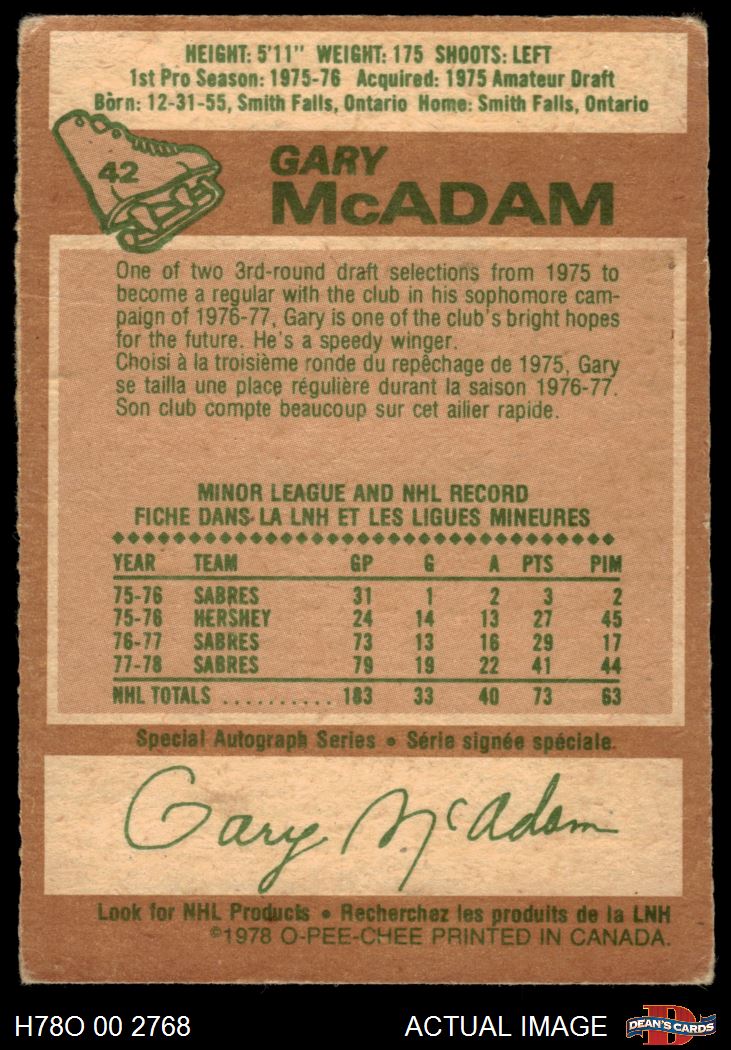 HEIGHT: 5'11" WEIGHT: 175 SHOOTS: LEFT
1st Pro Season: 1975-76 Acquired: 1975 Amateur Draft
Born: 12-31-55, Smith Falls, Ontario Home: Smith Falls, Ontario
42
GARY
McADAM
One of two 3rd-round draft selections from 1975 to
become a regular with the club in his sophomore cam-
paign of 1976-77, Gary is one of the club's bright hopes
for the future. He's a speedy winger.
Choisi à la troisième ronde du repêchage de 1975, Gary
se tailla une place régulière durant la saison 1976-77.
Son club compte beaucoup sur cet ailier rapide.
MINOR LEAGUE AND NHL RECORD
FICHE DANS LA LNH ET LES LIGUES MINEURES
YEAR TEAM GP G A PTS PIM
75-76 SABRES 31 1 2 3 2
75-76 HERSHEY 24 14 13 27 45
76-77 SABRES 73 13 16 29 17
77-78 SABRES 79 19 22 41 44
NHL TOTALS .......... 183 33 40 73 63
Special Autograph Series • Série signée spéciale.
Gary McAdam
Look for NHL Products • Recherchez les produits de la LNH
©1978 O-PEE-CHEE PRINTED IN CANADA.
H78O 00 2768 ACTUAL IMAGE DEAN'S CARDS